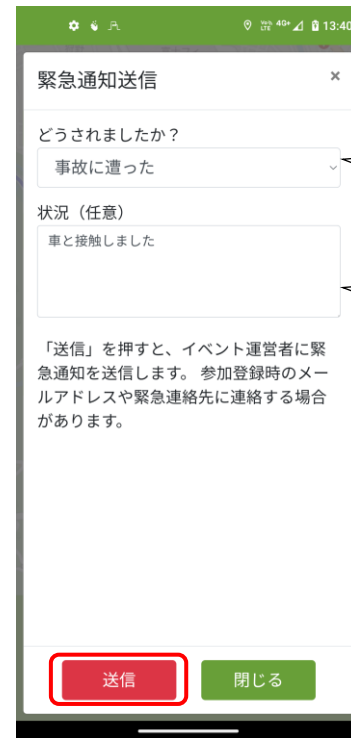 4G+ 13:40
緊急通知送信 ×
どうされましたか？
事故に遭った
状況（任意）
車と接触しました
「送信」を押すと、イベント運営者に緊
急通知を送信します。 参加登録時のメー
ルアドレスや緊急連絡先に連絡する場合
があります。
送信 閉じる